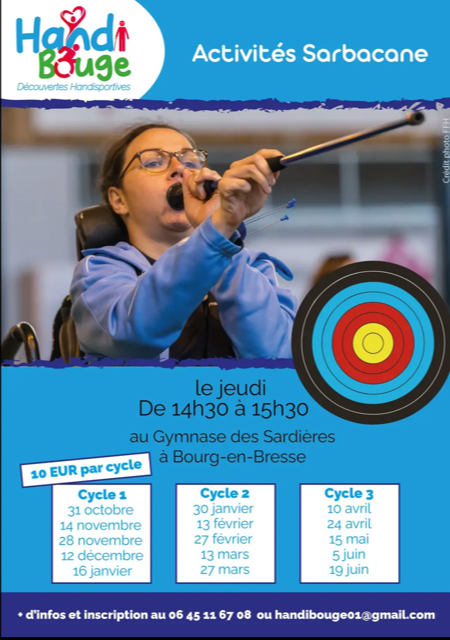 Handi
Bouge
Découvertes Handisportives
Activités Sarbacane
Crédit photo FFH
le jeudi
De 14h30 à 15h30
au Gymnase des Sardières
à Bourg-en-Bresse
10 EUR par cycle
Cycle 1
31 octobre
14 novembre
28 novembre
12 décembre
16 janvier
Cycle 2
30 janvier
13 février
27 février
13 mars
27 mars
Cycle 3
10 avril
24 avril
15 mai
5 juin
19 juin
+ d'infos et inscription au 06 45 11 67 08 ou handibouge01@gmail.com